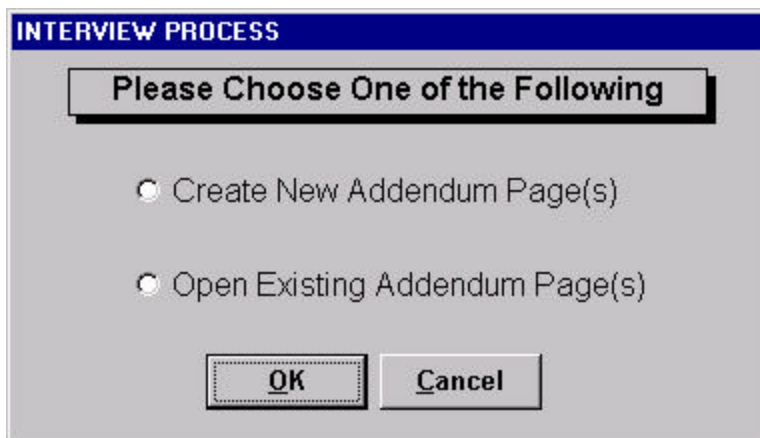 INTERVIEW PROCESS
Please Choose One of the Following
Create New Addendum Page(s)
Open Existing Addendum Page(s)
OK Cancel